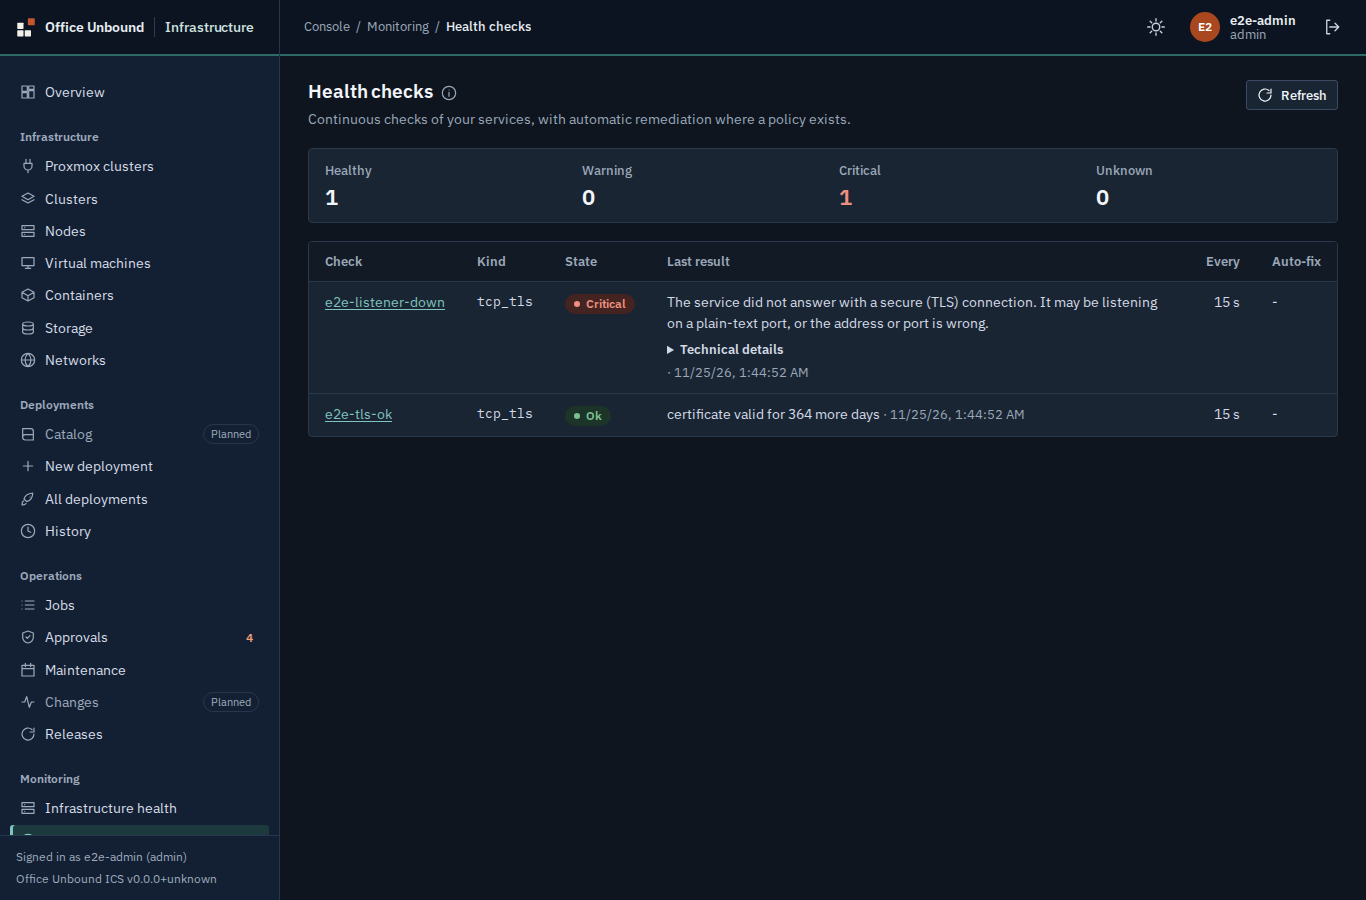 Office Unbound
Infrastructure
Console / Monitoring / Health checks
E2
e2e-admin
admin
Overview
Infrastructure
Proxmox clusters
Clusters
Nodes
Virtual machines
Containers
Storage
Networks
Deployments
Catalog Planned
New deployment
All deployments
History
Operations
Jobs
Approvals 4
Maintenance
Changes Planned
Releases
Monitoring
Infrastructure health
Signed in as e2e-admin (admin)
Office Unbound ICS v0.0.0+unknown
Health checks
Refresh
Continuous checks of your services, with automatic remediation where a policy exists.
Healthy Warning Critical Unknown
1 0 1 0
Check Kind State Last result Every Auto-fix
e2e-listener-down tcp_tls Critical The service did not answer with a secure (TLS) connection. It may be listening 15 s -
on a plain-text port, or the address or port is wrong.
Technical details
· 11/25/26, 1:44:52 AM
e2e-tls-ok tcp_tls Ok certificate valid for 364 more days · 11/25/26, 1:44:52 AM 15 s -